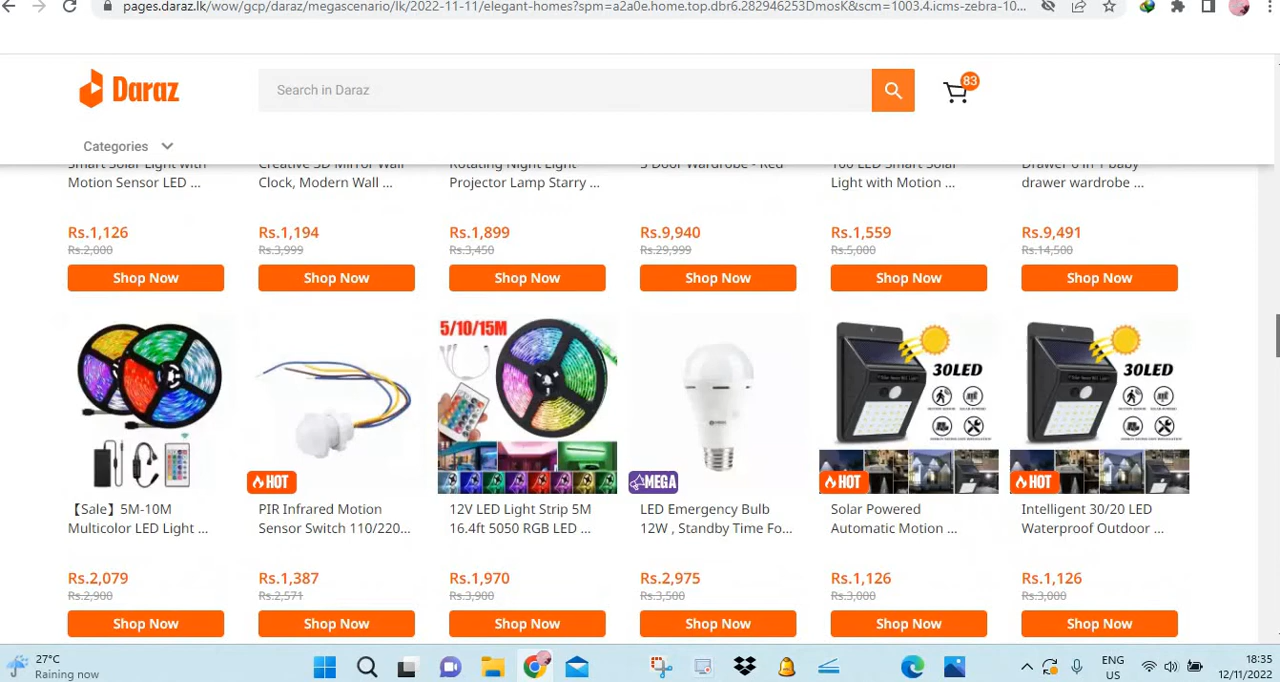 pages.daraz.lk/wow/gcp/daraz/megascenario/lk/2022-11-11/elegant-homes?spm=a2a0e.home.top.dbr6.282946253DmosK&scm=1003.4.icms-zebra-10...
Daraz
Search in Daraz
83
Categories
Smart Solar Light with
Motion Sensor LED ...
Rs.1,126
Rs.2,000
Shop Now
Creative 3D Mirror Wall
Clock, Modern Wall ...
Rs.1,194
Rs.3,999
Shop Now
Rotating Night Light
Projector Lamp Starry ...
Rs.1,899
Rs.3,450
Shop Now
3 Door Wardrobe - Red
Rs.9,940
Rs.29,999
Shop Now
100 LED Smart Solar
Light with Motion ...
Rs.1,559
Rs.5,000
Shop Now
Drawer 6 in 1 baby
drawer wardrobe ...
Rs.9,491
Rs.14,500
Shop Now
【Sale】5M-10M
Multicolor LED Light ...
Rs.2,079
Rs.2,900
Shop Now
HOT
PIR Infrared Motion
Sensor Switch 110/220...
Rs.1,387
Rs.2,571
Shop Now
5/10/15M
12V LED Light Strip 5M
16.4ft 5050 RGB LED ...
Rs.1,970
Rs.3,900
Shop Now
MEGA
LED Emergency Bulb
12W , Standby Time Fo...
Rs.2,975
Rs.3,500
Shop Now
30LED
HOT
Solar Powered
Automatic Motion ...
Rs.1,126
Rs.3,000
Shop Now
30LED
HOT
Intelligent 30/20 LED
Waterproof Outdoor ...
Rs.1,126
Rs.3,000
Shop Now
27°C
Raining now
ENG
US
18:35
12/11/2022